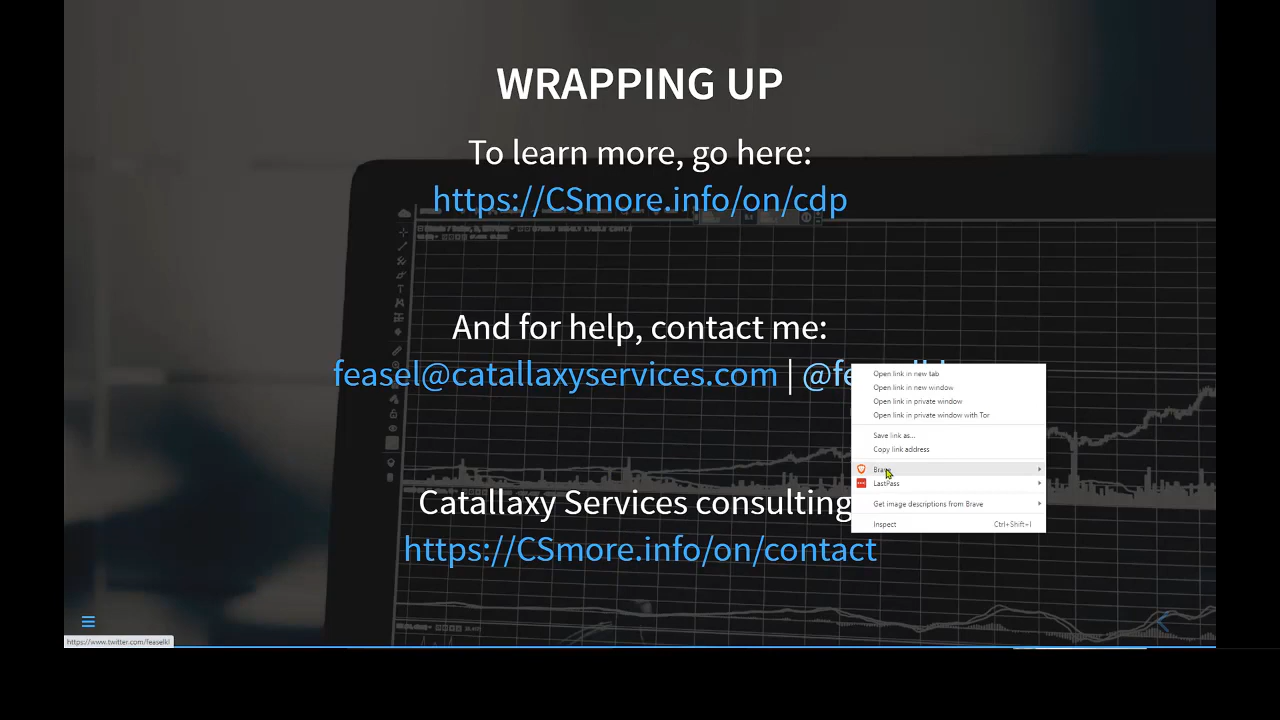 WRAPPING UP
To learn more, go here:
https://CSmore.info/on/cdp
And for help, contact me:
feasel@catallaxyservices.com | @fe
Open link in new tab
Open link in new window
Open link in private window
Open link in private window with Tor
Save link as...
Copy link address
Brave
LastPass
Get image descriptions from Brave
Inspect Ctrl+Shift+I
Catallaxy Services consulting
https://CSmore.info/on/contact
https://www.twitter.com/feaselkl